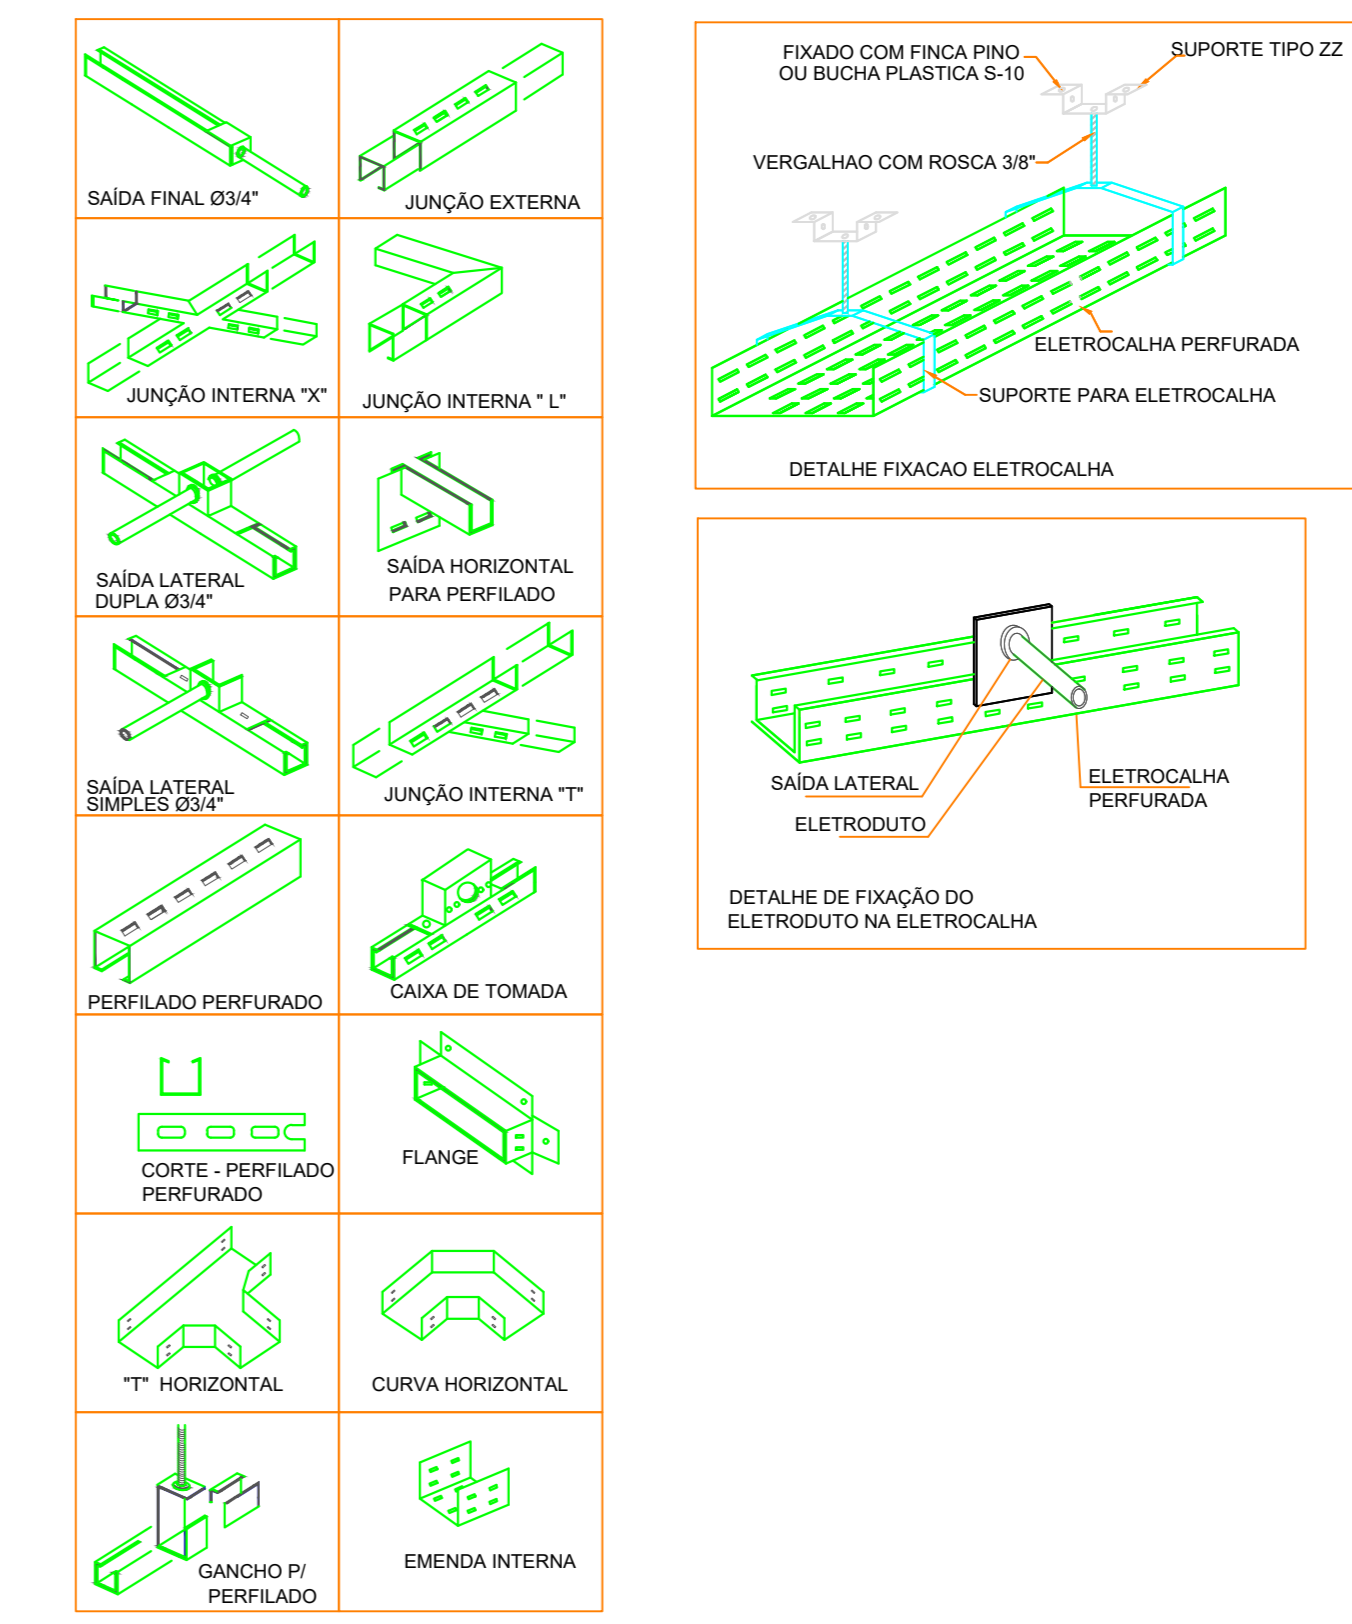 SAÍDA FINAL Ø3/4"
JUNÇÃO EXTERNA
JUNÇÃO INTERNA "X"
JUNÇÃO INTERNA " L"
SAÍDA LATERAL
DUPLA Ø3/4"
SAÍDA HORIZONTAL
PARA PERFILADO
SAÍDA LATERAL
SIMPLES Ø3/4"
JUNÇÃO INTERNA "T"
PERFILADO PERFURADO
CAIXA DE TOMADA
CORTE - PERFILADO
PERFURADO
FLANGE
"T" HORIZONTAL
CURVA HORIZONTAL
GANCHO P/
PERFILADO
EMENDA INTERNA
FIXADO COM FINCA PINO
OU BUCHA PLASTICA S-10
SUPORTE TIPO ZZ
VERGALHAO COM ROSCA 3/8"
ELETROCALHA PERFURADA
SUPORTE PARA ELETROCALHA
DETALHE FIXACAO ELETROCALHA
SAÍDA LATERAL
ELETRODUTO
ELETROCALHA
PERFURADA
DETALHE DE FIXAÇÃO DO
ELETRODUTO NA ELETROCALHA